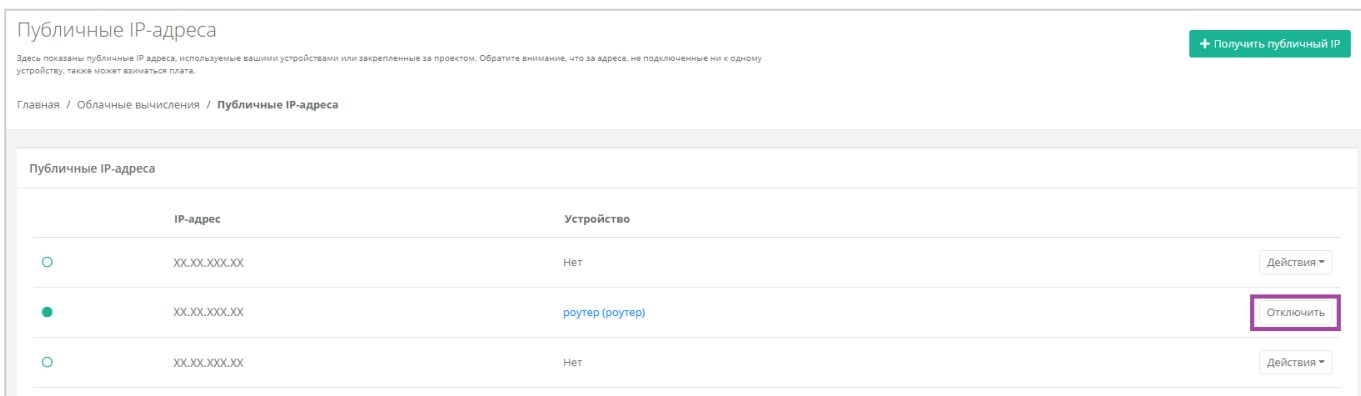 Публичные IP-адреса
+ Получить публичный IP
Здесь показаны публичные IP адреса, используемые вашими устройствами или закрепленные за проектом. Обратите внимание, что за адреса, не подключенные ни к одному
устройству, также может взиматься плата.
Главная / Облачные вычисления / Публичные IP-адреса
Публичные IP-адреса
IP-адрес Устройство
XX.XX.XXX.XX Нет Действия
XX.XX.XXX.XX роутер (роутер) Отключить
XX.XX.XXX.XX Нет Действия